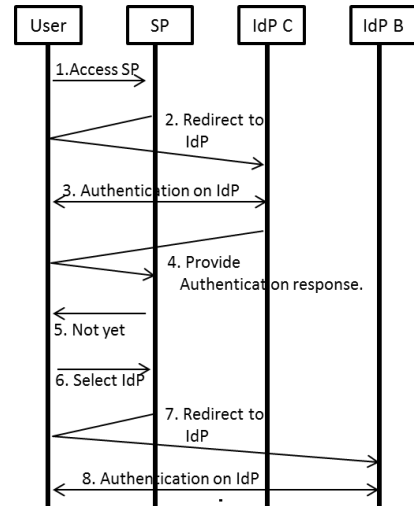 User SP IdP C IdP B
1.Access SP
2. Redirect to
IdP
3. Authentication on IdP
4. Provide
Authentication response.
5. Not yet
6. Select IdP
7. Redirect to
IdP
8. Authentication on IdP